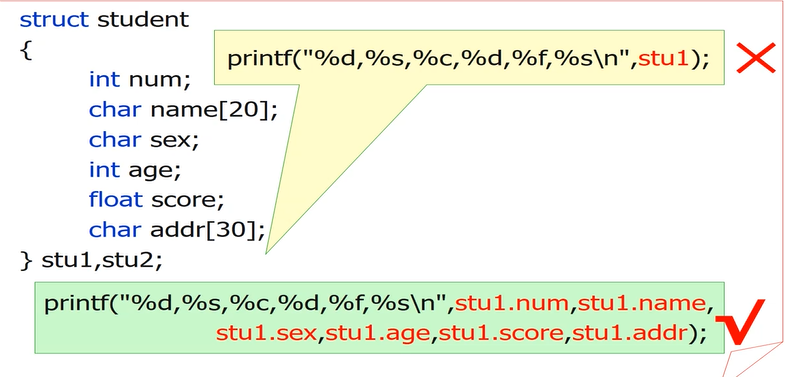 struct student
{
printf("%d,%s,%c,%d,%f,%s\n",stu1);
int num;
char name[20];
char sex;
int age;
float score;
char addr[30];
} stu1,stu2;
printf("%d,%s,%c,%d,%f,%s\n",stu1.num,stu1.name,
stu1.sex,stu1.age,stu1.score,stu1.addr);